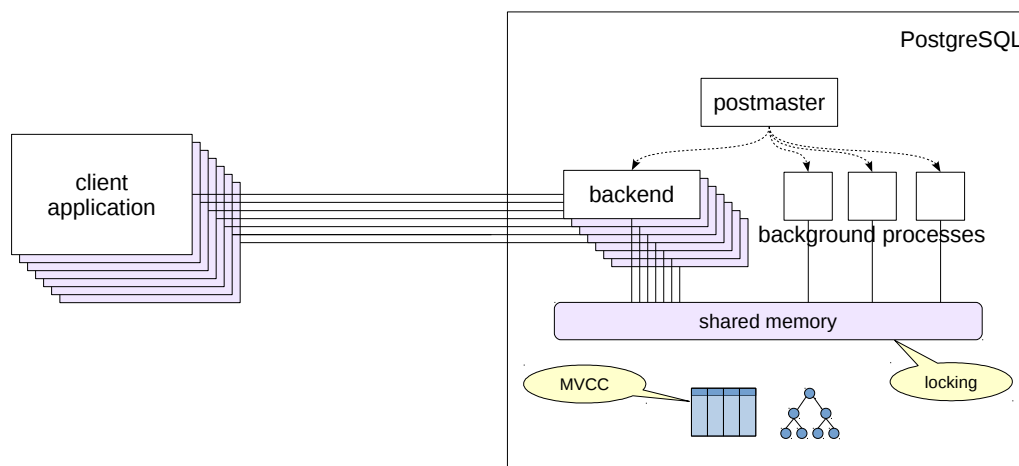 PostgreSQL
postmaster
client
application
backend
background processes
shared memory
MVCC
locking